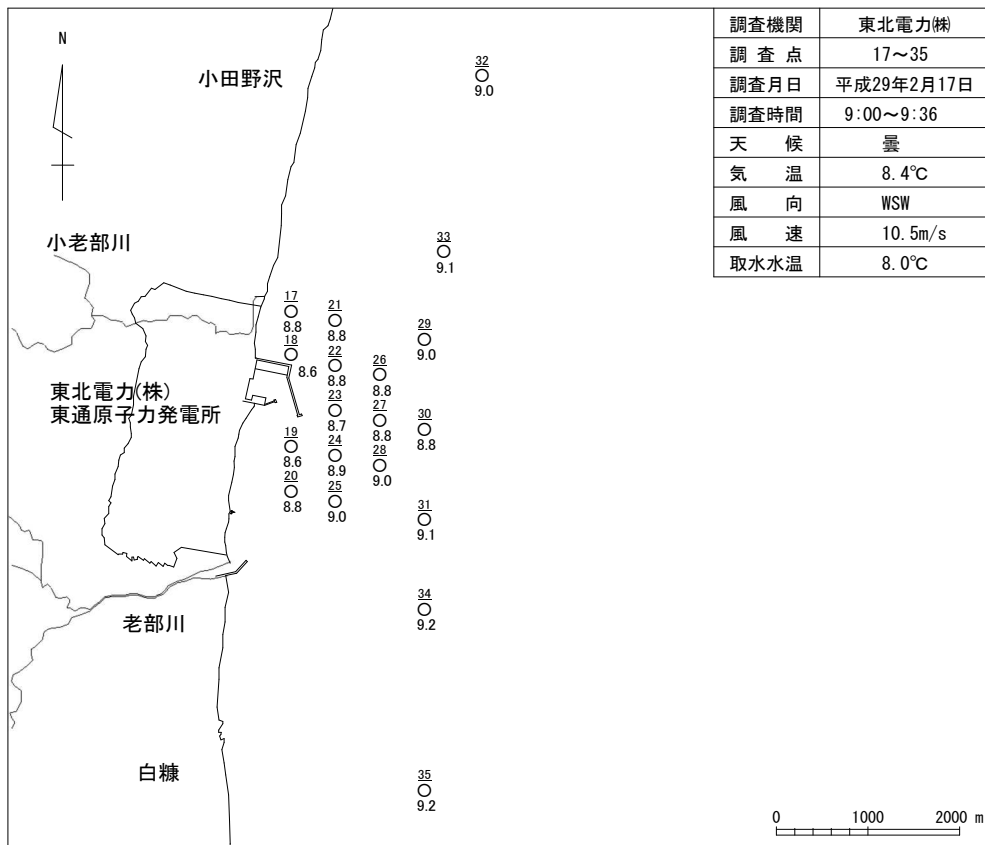 調査機関 東北電力㈱
調査点 17～35
調査月日 平成29年2月17日
調査時間 9:00～9:36
天候 曇
気温 8.4℃
風向 WSW
風速 10.5m/s
取水水温 8.0℃
N
小田野沢
32
9.0
小老部川
33
9.1
17
8.8
21
8.8
29
9.0
18
8.6
22
8.8
26
8.8
東北電力(株)
東通原子力発電所
23
8.7
27
8.8
30
8.8
19
8.6
24
8.9
28
9.0
20
8.8
25
9.0
31
9.1
34
9.2
老部川
白糠
35
9.2
0 1000 2000 m